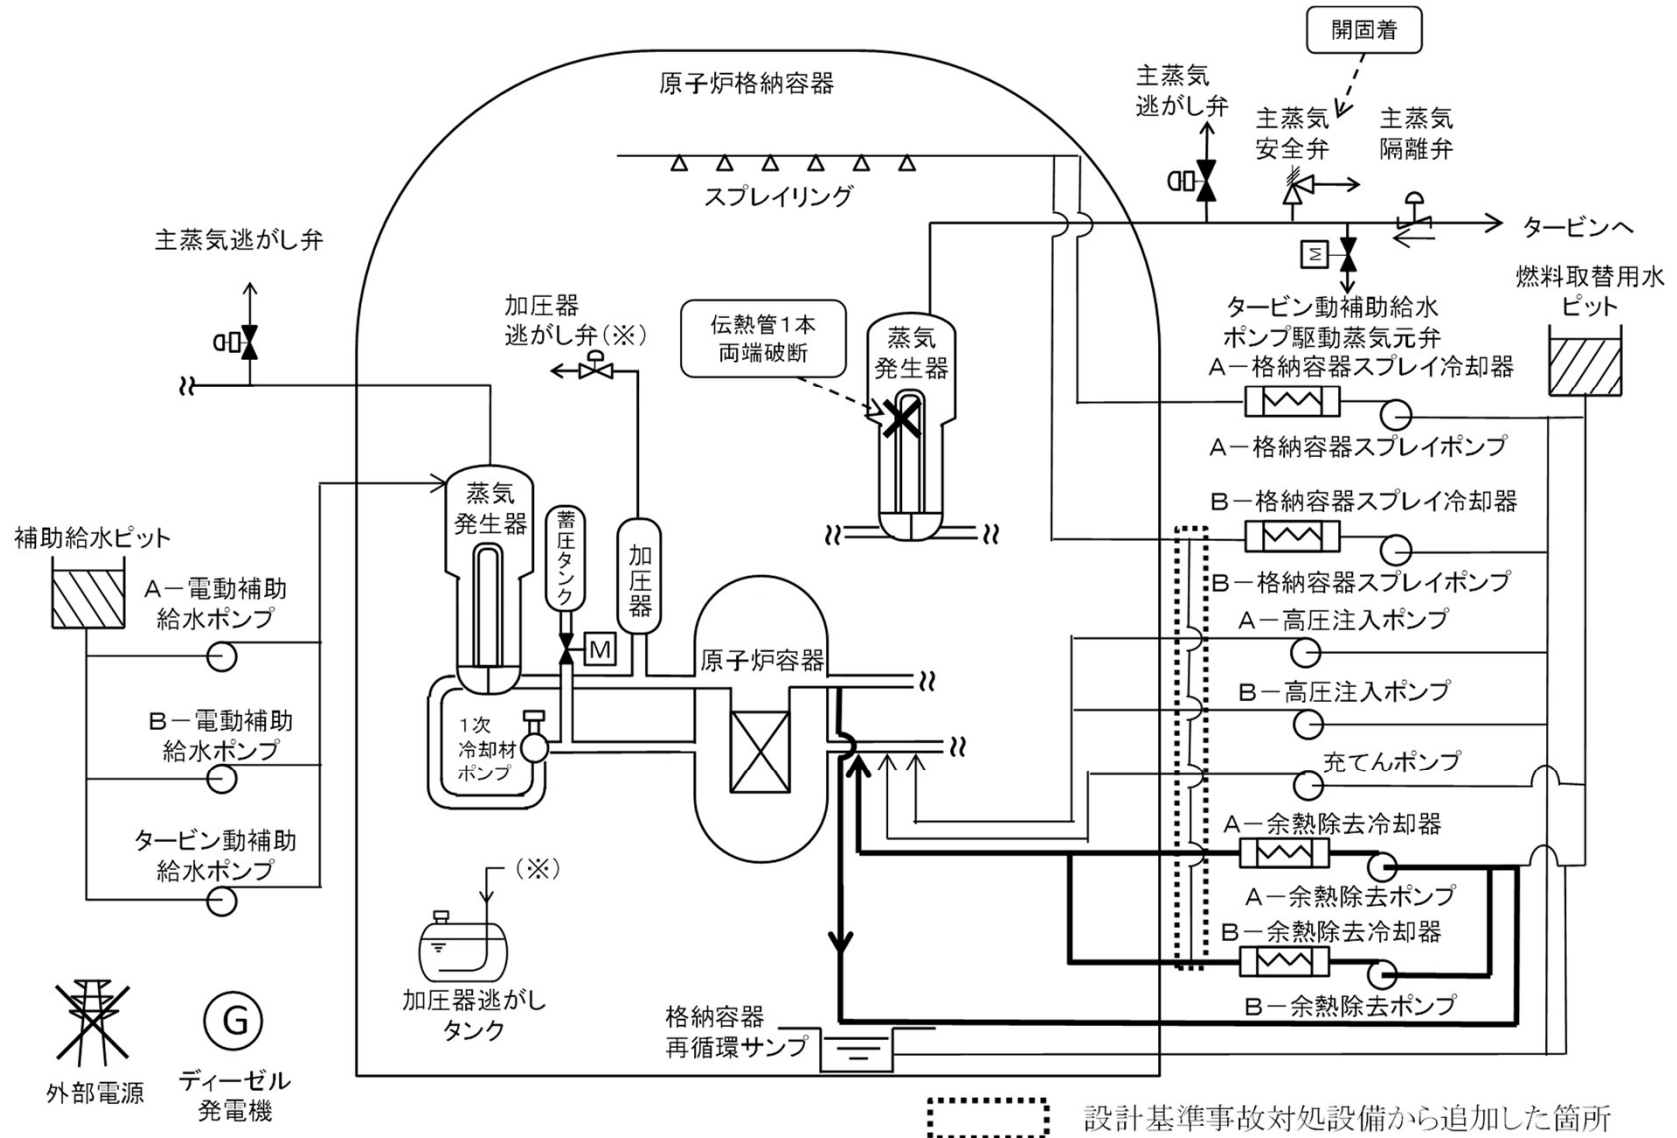 開固着
原子炉格納容器
主蒸気
逃がし弁
主蒸気
安全弁
主蒸気
隔離弁
スプレイリング
主蒸気逃がし弁
タービンへ
M
燃料取替用水
ピット
加圧器
逃がし弁(※)
伝熱管1本
両端破断
蒸気
発生器
タービン動補助給水
ポンプ駆動蒸気元弁
A-格納容器スプレイ冷却器
A-格納容器スプレイポンプ
蒸気
発生器
蓄圧タンク
加圧器
B-格納容器スプレイ冷却器
B-格納容器スプレイポンプ
補助給水ピット
A-電動補助
給水ポンプ
M
原子炉容器
A-高圧注入ポンプ
B-高圧注入ポンプ
B-電動補助
給水ポンプ
1次
冷却材
ポンプ
充てんポンプ
タービン動補助
給水ポンプ
A-余熱除去冷却器
A-余熱除去ポンプ
(※)
B-余熱除去冷却器
B-余熱除去ポンプ
加圧器逃がし
タンク
格納容器
再循環サンプ
G
外部電源
ディーゼル
発電機
設計基準事故対処設備から追加した箇所